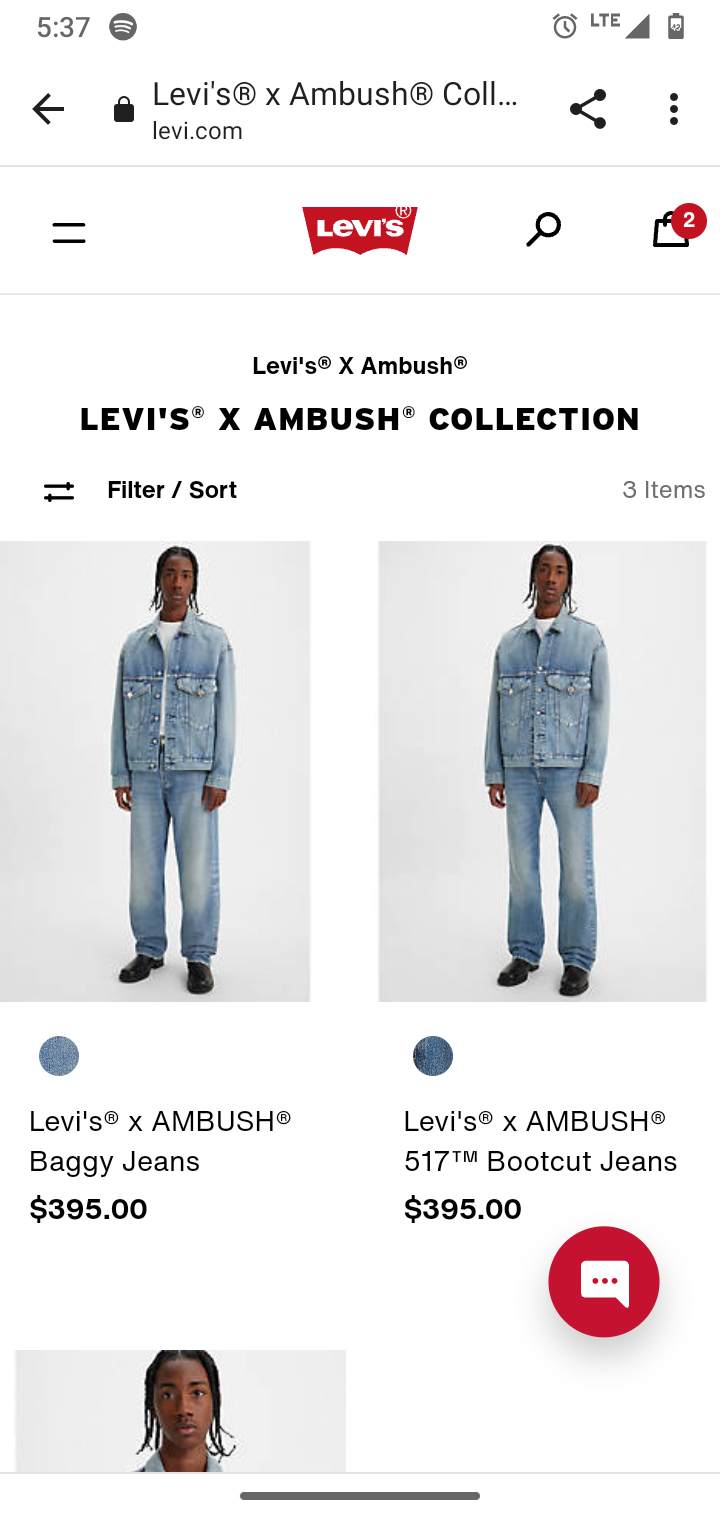 5:37
LTE
42
Levi's® x Ambush® Coll...
levi.com
LEVI'S®
2
Levi's® X Ambush®
LEVI'S® X AMBUSH® COLLECTION
Filter / Sort
3 Items
Levi's® x AMBUSH®
Baggy Jeans
$395.00
Levi's® x AMBUSH®
517™ Bootcut Jeans
$395.00